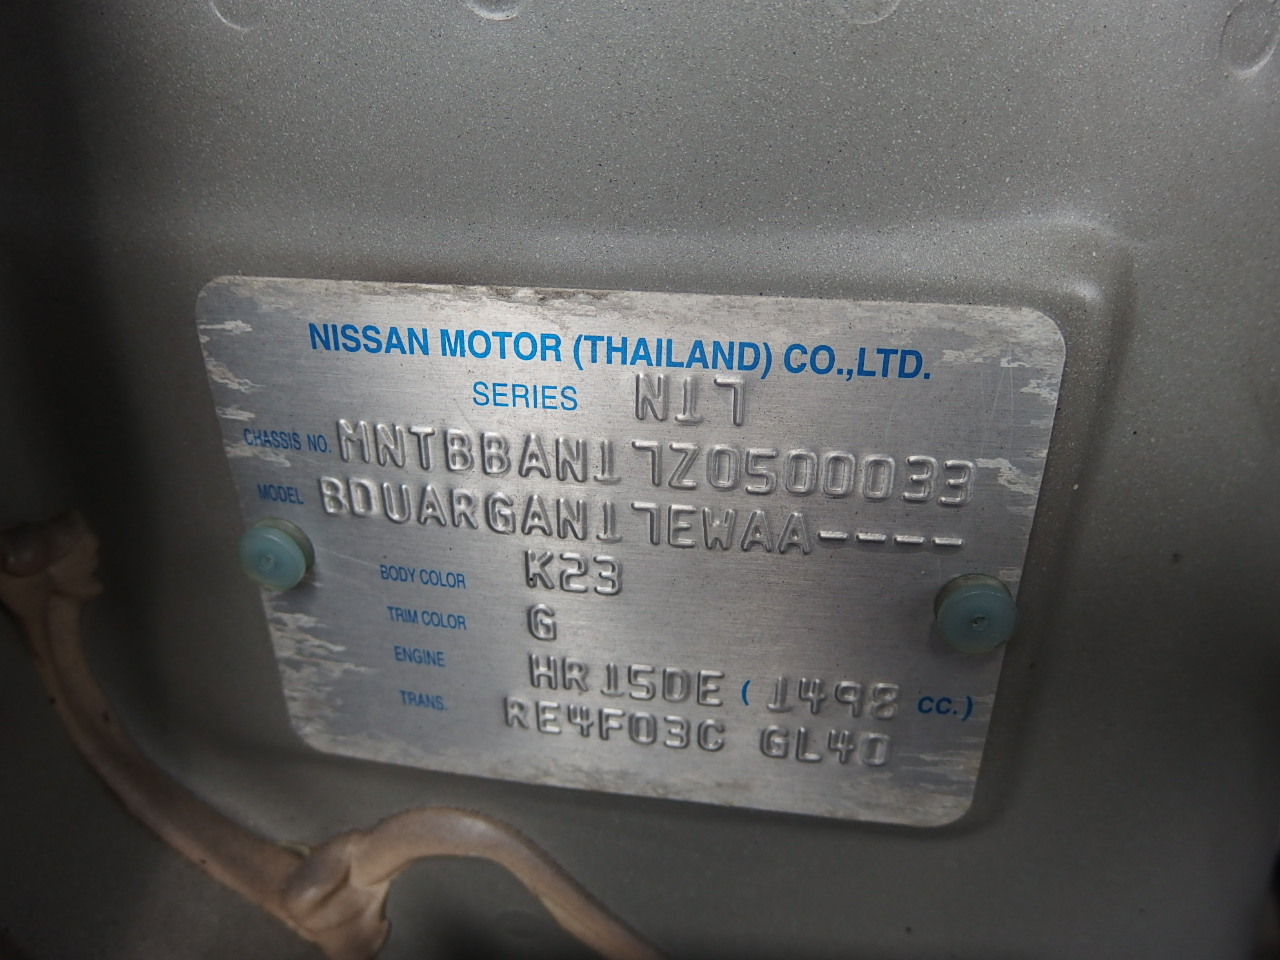 NISSAN MOTOR (THAILAND) CO.,LTD.
SERIES N17
CHASSIS NO. MNTBBAN17Z0500033
MODEL BDUARGAN17EWAA----
BODY COLOR K23
TRIM COLOR G
ENGINE HR15DE (1498 CC.)
TRANS. RE4F03C GL40